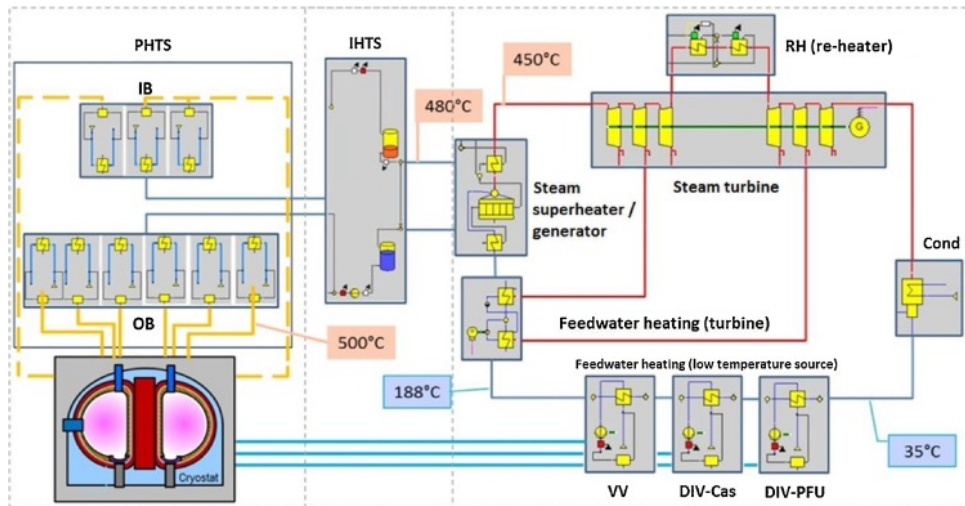 PHTS
IHTS
RH (re-heater)
IB
450°C
480°C
G
Steam turbine
Steam
superheater /
generator
Cond
OB
500°C
Feedwater heating (turbine)
Feedwater heating (low temperature source)
188°C
35°C
Cryostat
VV
DIV-Cas
DIV-PFU